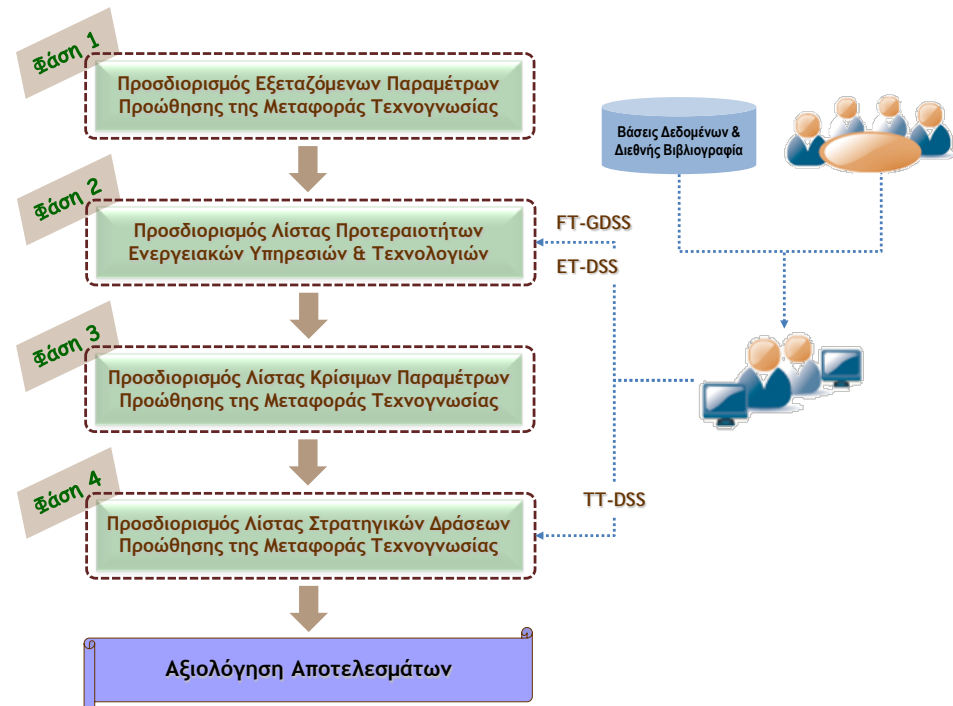 Φάση 1
Προσδιορισμός Εξεταζόμενων Παραμέτρων
Προώθησης της Μεταφοράς Τεχνογνωσίας
Βάσεις Δεδομένων &
Διεθνής Βιβλιογραφία
Φάση 2
Προσδιορισμός Λίστας Προτεραιοτήτων
Ενεργειακών Υπηρεσιών & Τεχνολογιών
FT-GDSS
ET-DSS
Φάση 3
Προσδιορισμός Λίστας Κρίσιμων Παραμέτρων
Προώθησης της Μεταφοράς Τεχνογνωσίας
Φάση 4
Προσδιορισμός Λίστας Στρατηγικών Δράσεων
Προώθησης της Μεταφοράς Τεχνογνωσίας
TT-DSS
Αξιολόγηση Αποτελεσμάτων